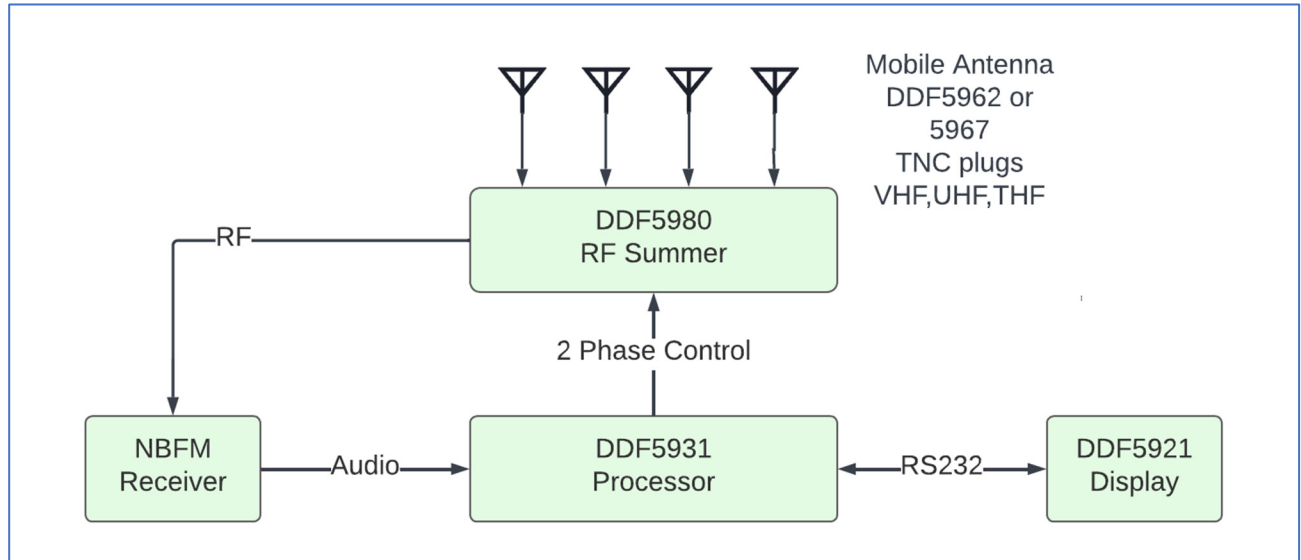 Mobile Antenna
DDF5962 or
5967
TNC plugs
VHF,UHF,THF
DDF5980
RF Summer
RF
2 Phase Control
NBFM
Receiver
Audio
DDF5931
Processor
RS232
DDF5921
Display